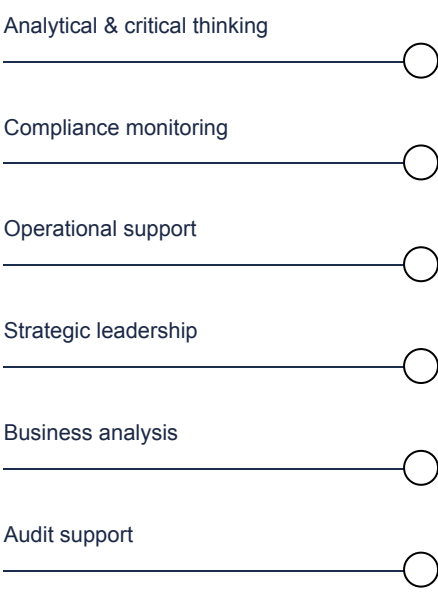 Analytical & critical thinking
Compliance monitoring
Operational support
Strategic leadership
Business analysis
Audit support